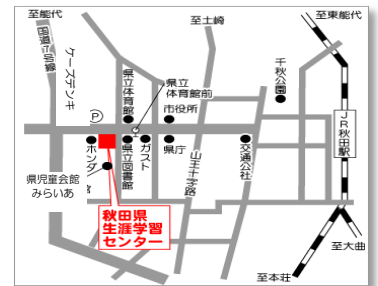 至能代
至土崎
至東能代
国道7号線
ケーズデンキ
県立体育館
県立
体育館前
市役所
千秋公園
P
JR秋田駅
ホンダ
県立図書館
ガスト
県庁
山王十字路
交通公社
県児童会館
みらいあ
秋田県
生涯学習
センター
至大曲
至本荘